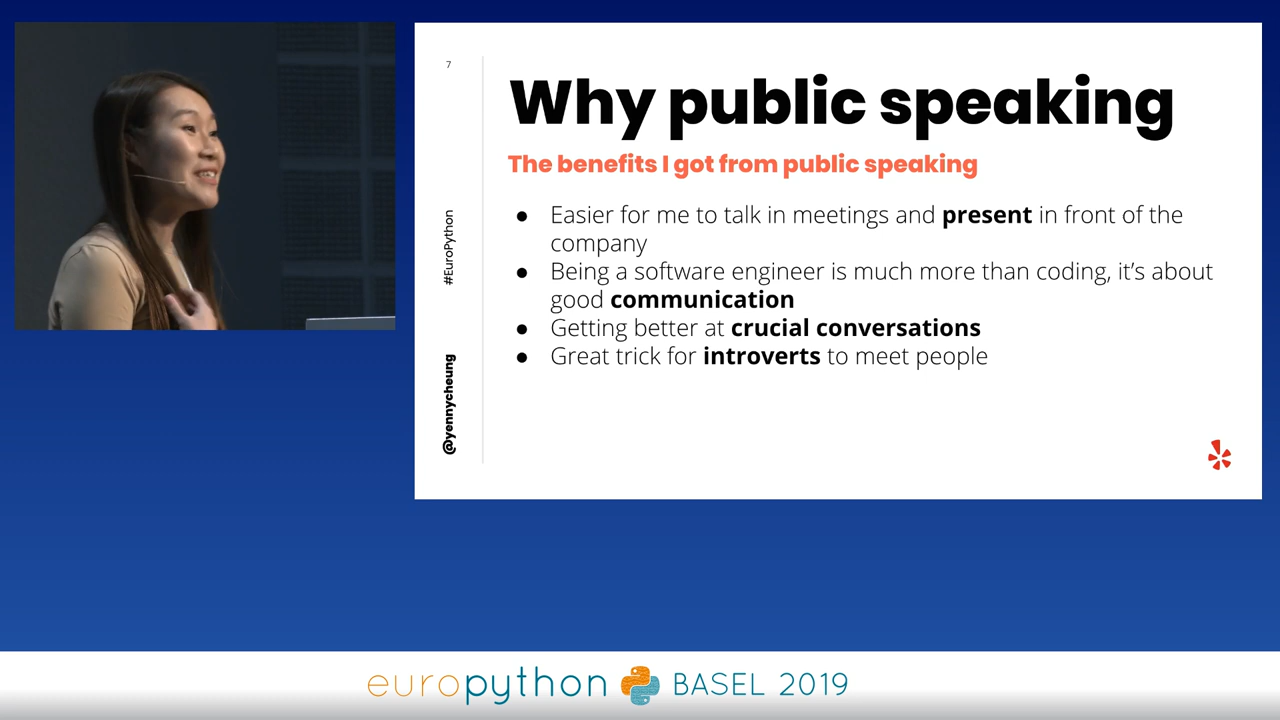 7
Why public speaking
The benefits I got from public speaking
● Easier for me to talk in meetings and present in front of the
company
● Being a software engineer is much more than coding, it’s about
good communication
● Getting better at crucial conversations
● Great trick for introverts to meet people
#EuroPython
@yennycheung
europython BASEL 2019